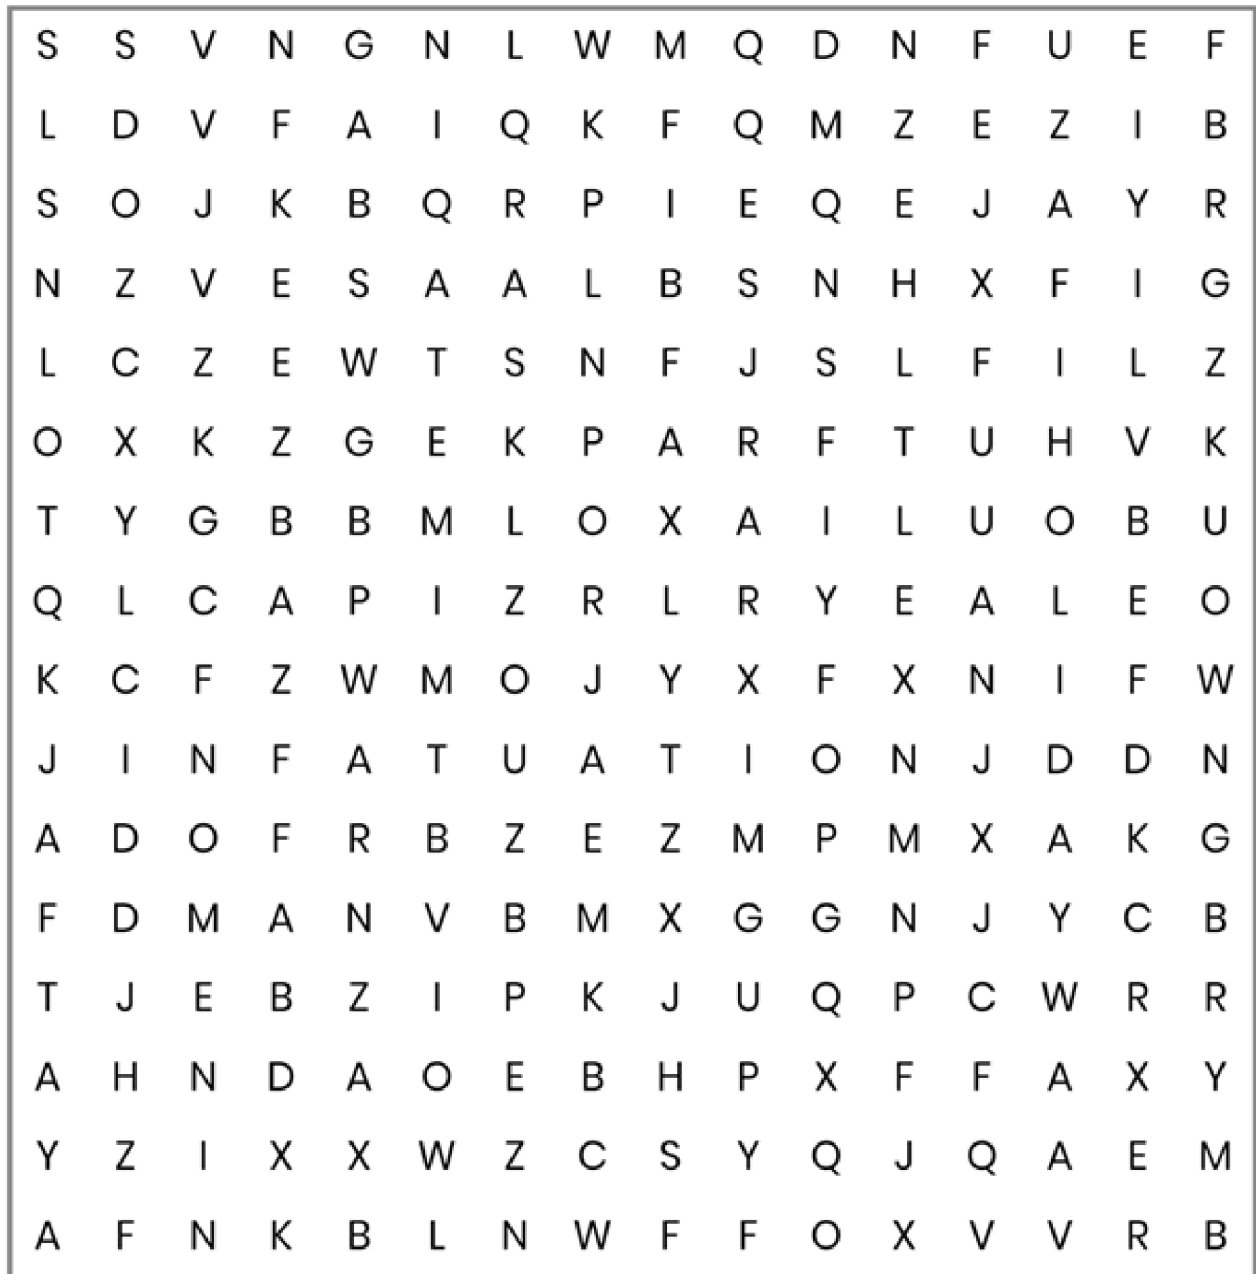 S S V N G N L W M Q D N F U E F
L D V F A I Q K F Q M Z E Z I B
S O J K B Q R P I E Q E J A Y R
N Z V E S A A L B S N H X F I G
L C Z E W T S N F J S L F I L Z
O X K Z G E K P A R F T U H V K
T Y G B B M L O X A I L U O B U
Q L C A P I Z R L R Y E A L E O
K C F Z W M O J Y X F X N I F W
J I N F A T U A T I O N J D D N
A D O F R B Z E Z M P M X A K G
F D M A N V B M X G G N J Y C B
T J E B Z I P K J U Q P C W R R
A H N D A O E B H P X F F A X Y
Y Z I X X W Z C S Y Q J Q A E M
A F N K B L N W F F O X V V R B